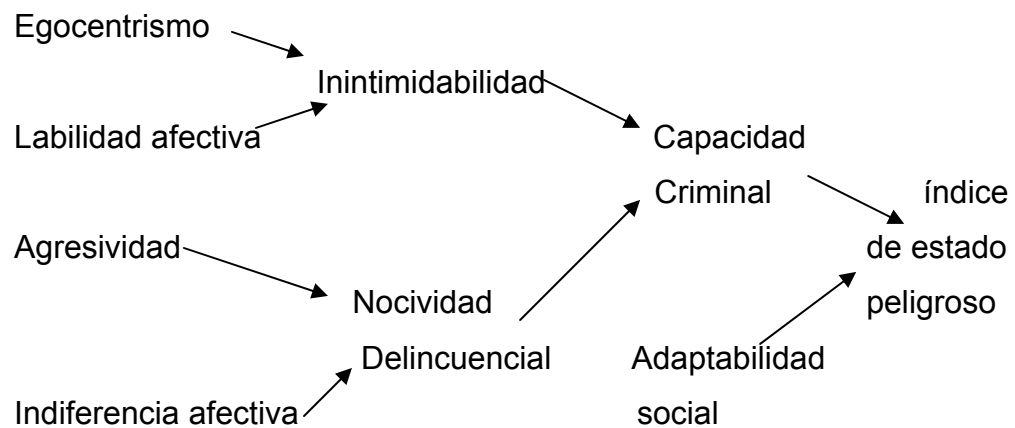 Egocentrismo
Inintimidabilidad
Labilidad afectiva
Capacidad
Criminal
índice
Agresividad
de estado
Nocividad
peligroso
Delincuencial
Adaptabilidad
Indiferencia afectiva
social